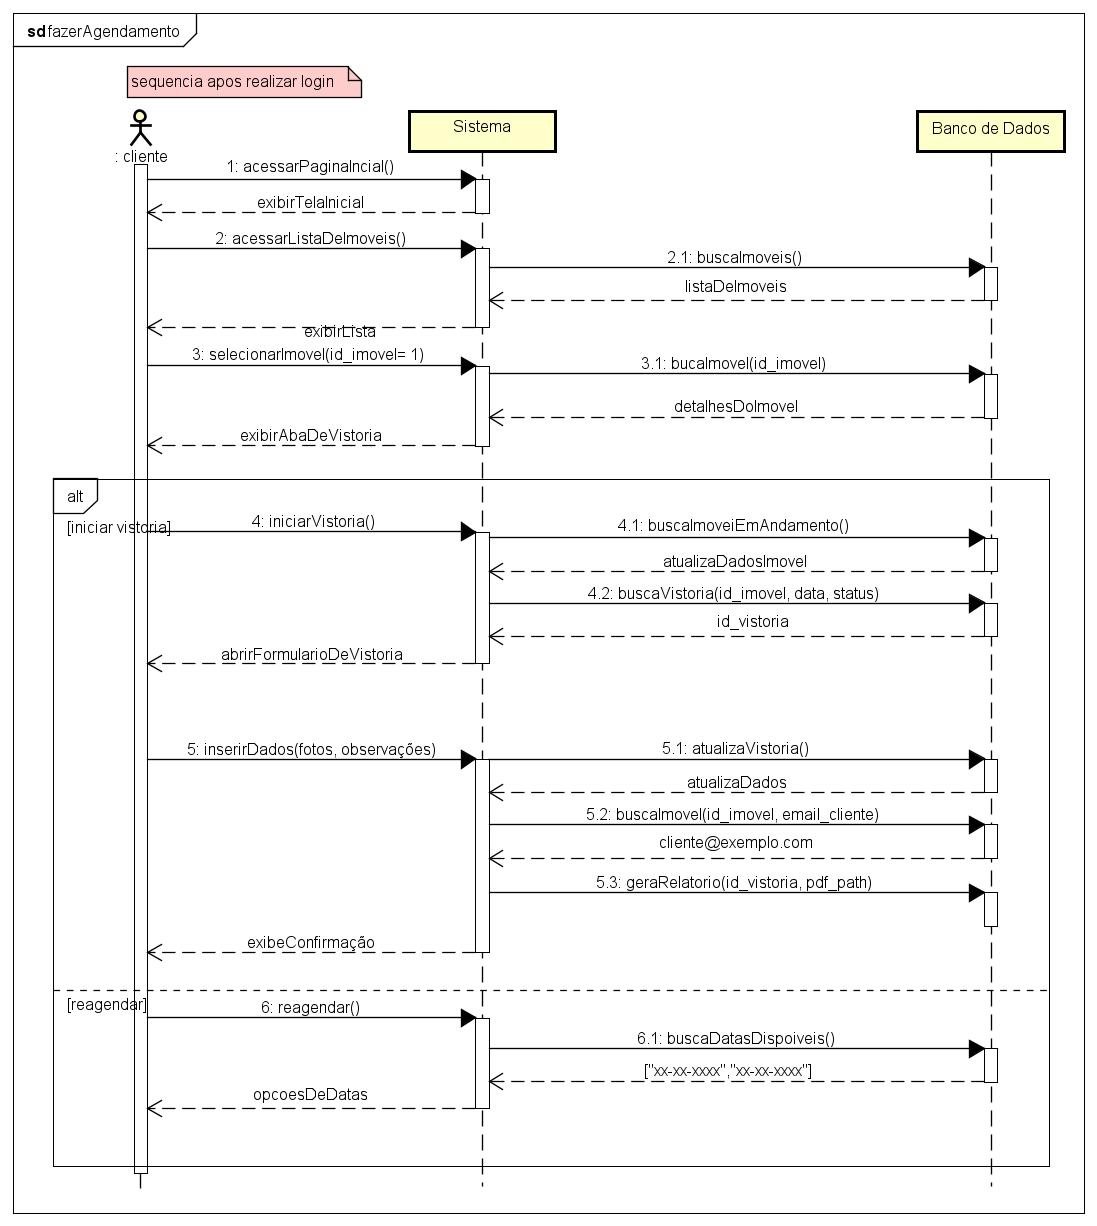 sd fazerAgendamento
sequencia apos realizar login
: cliente
Sistema
Banco de Dados
1: acessarPaginaIncial()
exibirTelaInicial
2: acessarListaDeImoveis()
2.1: buscaImoveis()
listaDeImoveis
exibirLista
3: selecionarImovel(id_imovel= 1)
3.1: bucaImovel(id_imovel)
detalhesDoImovel
exibirAbaDeVistoria
alt
[iniciar vistoria]
4: iniciarVistoria()
4.1: buscaImoveiEmAndamento()
atualizaDadosImovel
4.2: buscaVistoria(id_imovel, data, status)
id_vistoria
abrirFormularioDeVistoria
5: inserirDados(fotos, observações)
5.1: atualizaVistoria()
atualizaDados
5.2: buscaImovel(id_imovel, email_cliente)
cliente@exemplo.com
5.3: geraRelatorio(id_vistoria, pdf_path)
exibeConfirmação
[reagendar]
6: reagendar()
6.1: buscaDatasDispoiveis()
["xx-xx-xxxx","xx-xx-xxxx"]
opcoesDeDatas